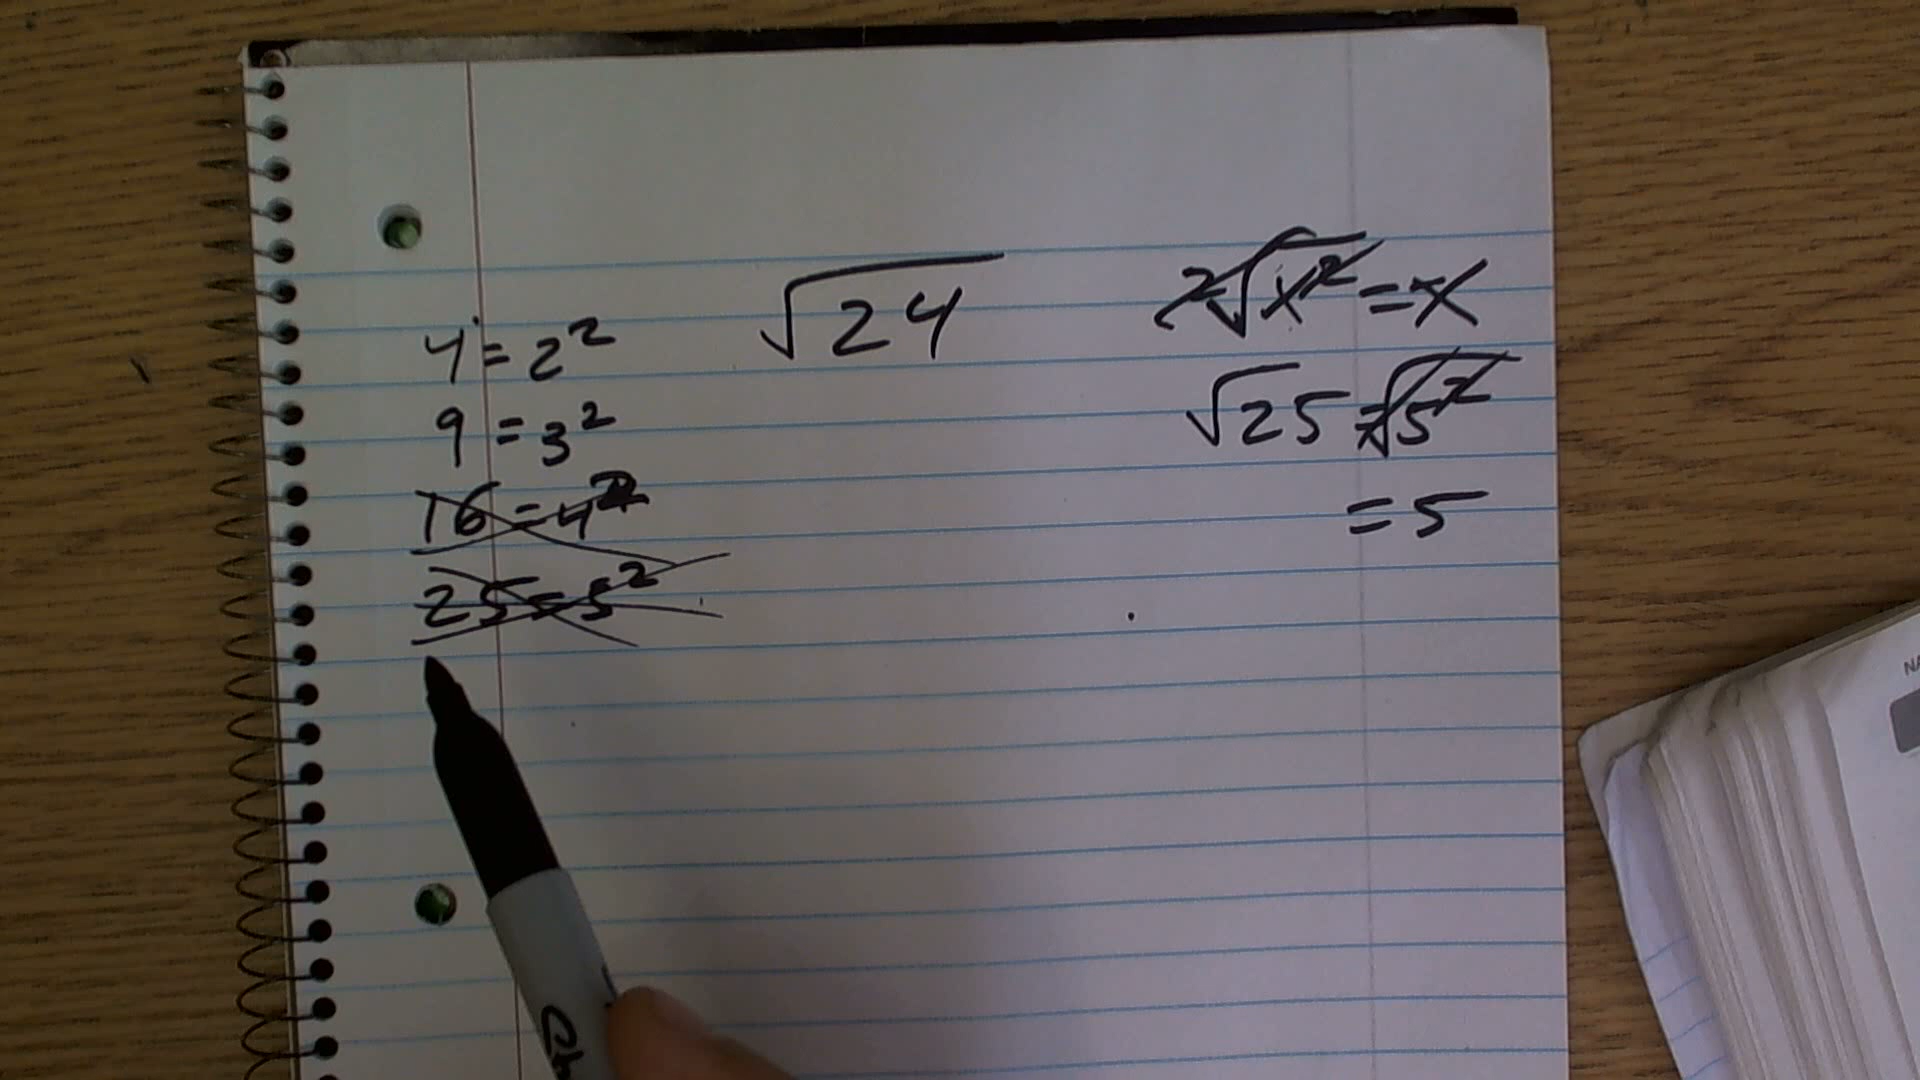 √24
4 = 2²
9 = 3²
16 = 4²
25 = 5²
²√x² = x
√25 = √5²
= 5